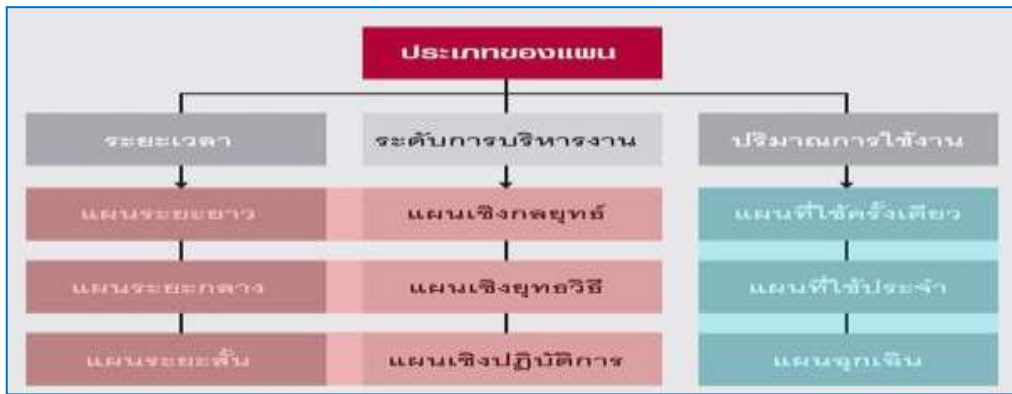 ประเภทของแผน
ระยะเวลา
ระดับการบริหารงาน
ปริมาณการใช้งาน
แผนระยะยาว
แผนเชิงกลยุทธ์
แผนที่ใช้ครั้งเดียว
แผนระยะกลาง
แผนเชิงยุทธวิธี
แผนที่ใช้ประจำ
แผนระยะสั้น
แผนเชิงปฏิบัติการ
แผนฉุกเฉิน